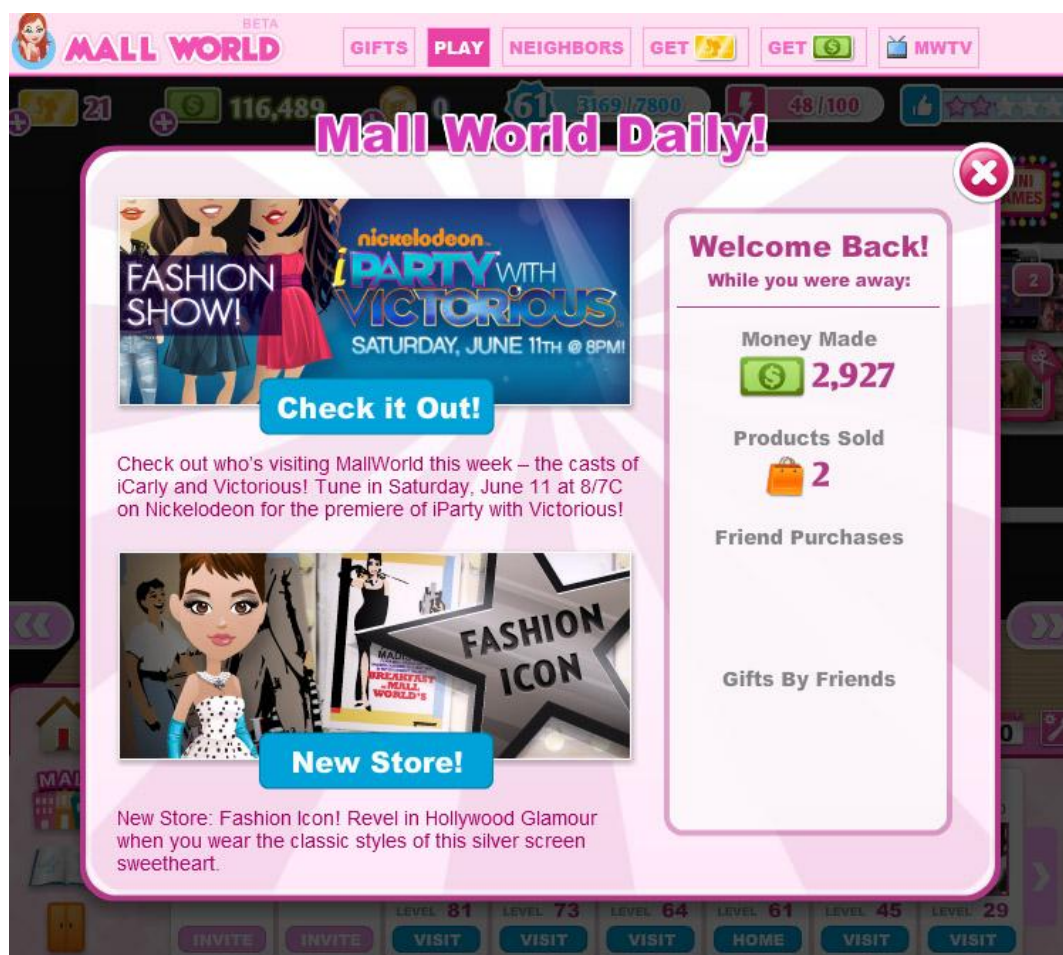 BETA
MALL WORLD
GIFTS
PLAY
NEIGHBORS
GET
GET
MWTV
21
116,489
0
61
3169/7800
48/100
Mall World Daily!
FASHION
SHOW!
nickelodeon
iPARTY WITH
VICTORiOUS
SATURDAY, JUNE 11TH @ 8PM!
Check it Out!
Check out who's visiting MallWorld this week – the casts of
iCarly and Victorious! Tune in Saturday, June 11 at 8/7C
on Nickelodeon for the premiere of iParty with Victorious!
BREAKFAST
MALL
WORLD'S
FASHION
ICON
New Store!
New Store: Fashion Icon! Revel in Hollywood Glamour
when you wear the classic styles of this silver screen
sweetheart.
Welcome Back!
While you were away:
Money Made
2,927
Products Sold
2
Friend Purchases
Gifts By Friends
2
LEVEL 81
LEVEL 73
LEVEL 64
LEVEL 61
LEVEL 45
LEVEL 29
INVITE
INVITE
VISIT
VISIT
VISIT
HOME
VISIT
VISIT